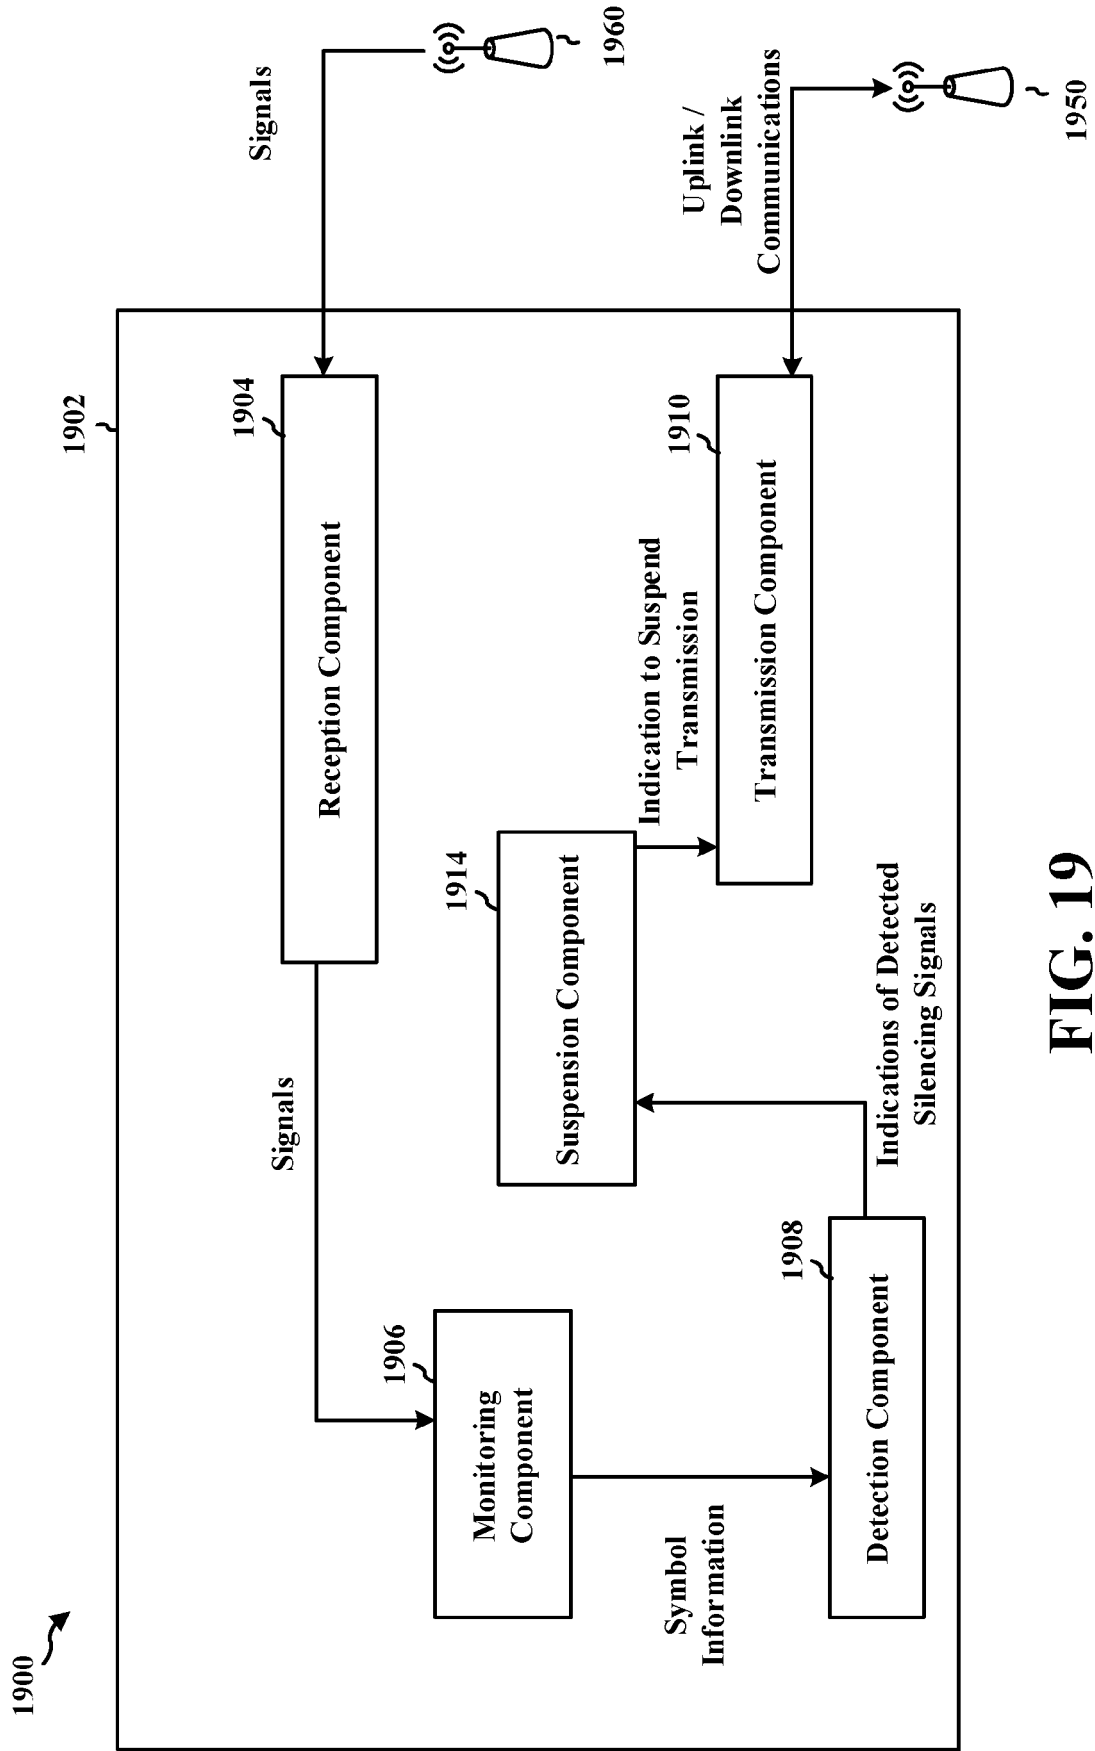 1900
1902
Signals
1960
Reception Component
1904
Signals
Monitoring
Component
1906
Suspension Component
1914
Indication to Suspend
Transmission
Transmission Component
1910
Uplink /
Downlink
Communications
1950
Symbol
Information
Detection Component
1908
Indications of Detected
Silencing Signals
FIG. 19